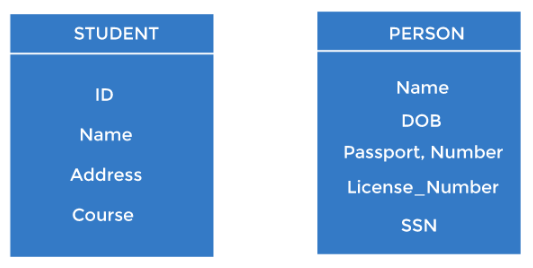 STUDENT
ID
Name
Address
Course
PERSON
Name
DOB
Passport, Number
License_Number
SSN